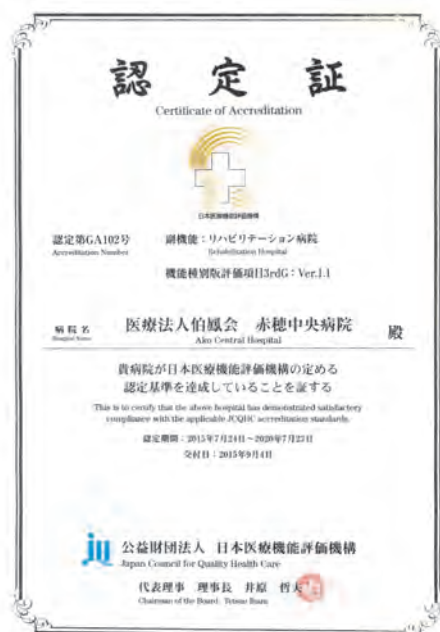 認定証
Certificate of Accreditation
日本医療機能評価機構
認定第GA102号 副機能：リハビリテーション病院
Accreditation Number Rehabilitation Hospital
機能種別版評価項目3rdG：Ver.1.1
病院名 医療法人伯鳳会 赤穂中央病院 殿
Hospital Name Ako Central Hospital
貴病院が日本医療機能評価機構の定める
認定基準を達成していることを証する
This is to certify that the above hospital has demonstrated satisfactory
compliance with the applicable JCQHC accreditation standards.
認定期間：2015年7月24日～2020年7月23日
交付日：2015年9月4日
公益財団法人 日本医療機能評価機構
Japan Council for Quality Health Care
代表理事 理事長 井原 哲夫
Chairman of the Board, Tetsuo Ihara